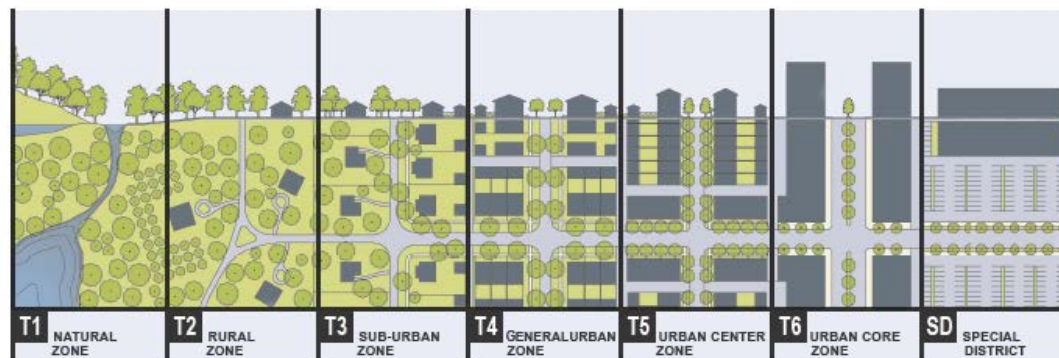 T1 NATURAL
ZONE
T2 RURAL
ZONE
T3 SUB-URBAN
ZONE
T4 GENERALURBAN
ZONE
T5 URBAN CENTER
ZONE
T6 URBAN CORE
ZONE
SD SPECIAL
DISTRICT